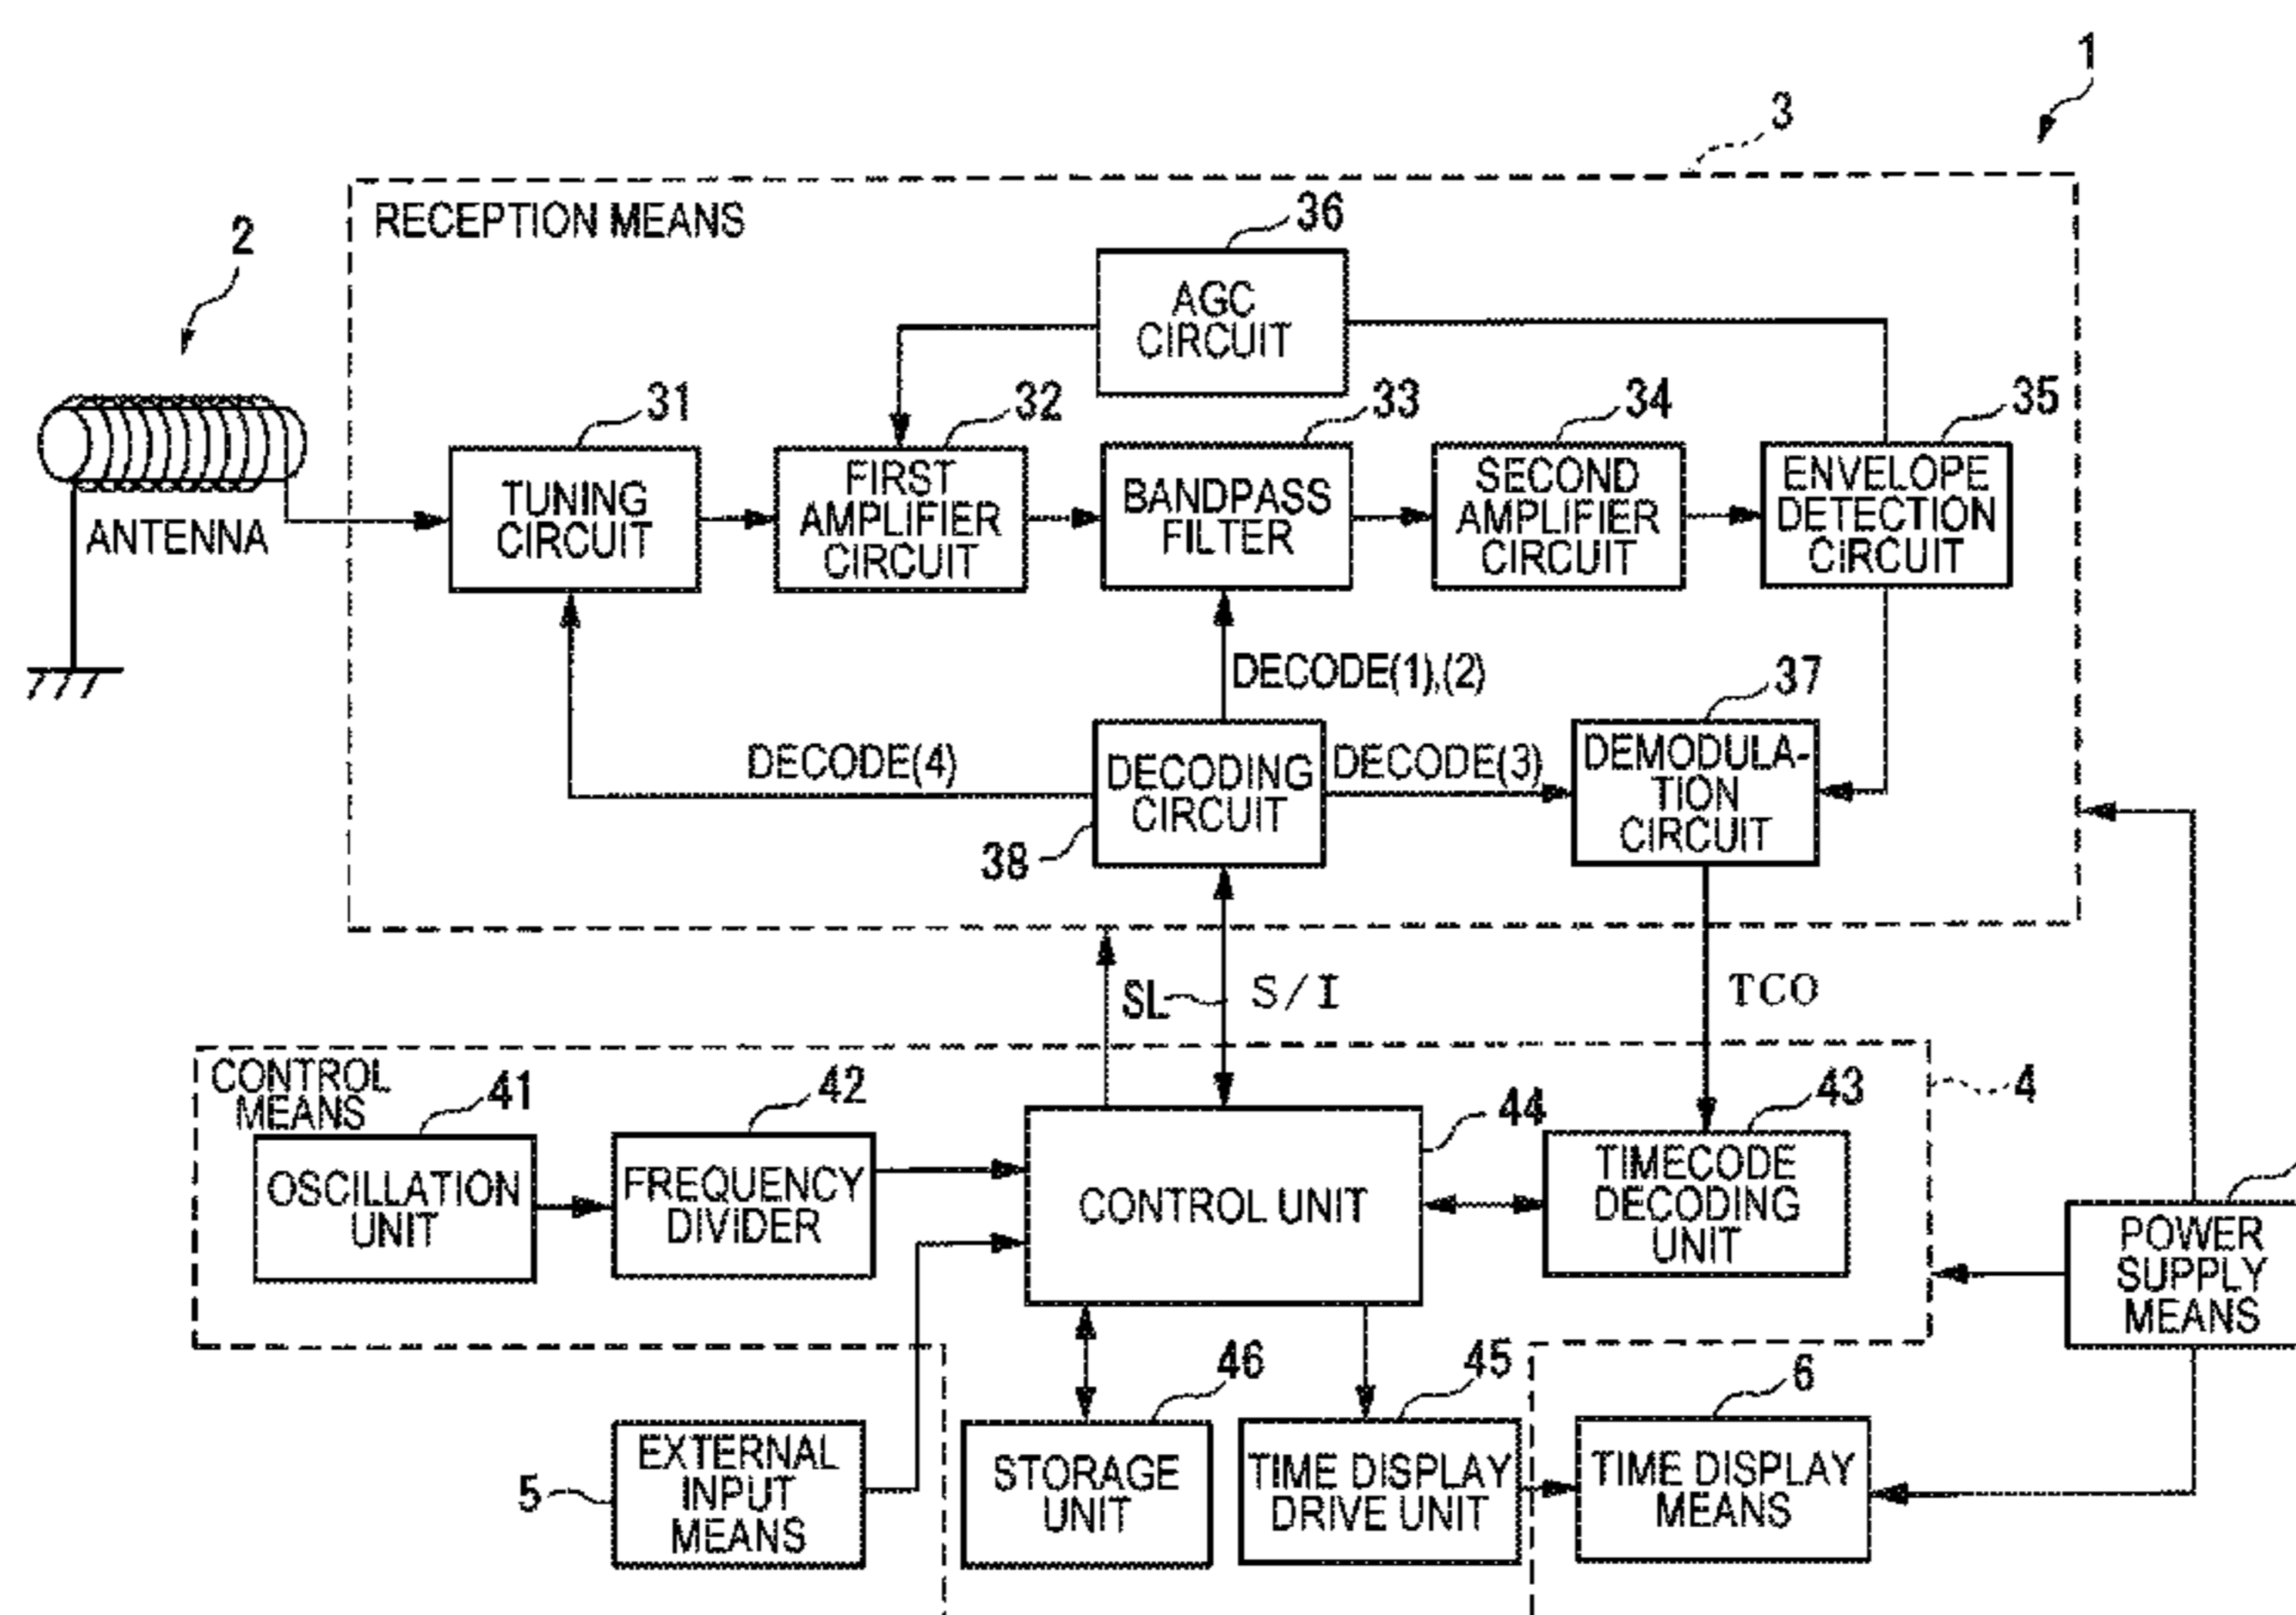 1
3
RECEPTION MEANS
36
2
AGC
CIRCUIT
31
32
33
34
35
TUNING
CIRCUIT
FIRST
AMPLIFIER
CIRCUIT
BANDPASS
FILTER
SECOND
AMPLIFIER
CIRCUIT
ENVELOPE
DETECTION
CIRCUIT
ANTENNA
DECODE(1),(2)
37
DECODE(4)
DECODING
CIRCUIT
DECODE(3)
DEMODULA-
TION
CIRCUIT
38
SL
S/I
TCO
CONTROL
MEANS
41
42
44
43
4
OSCILLATION
UNIT
FREQUENCY
DIVIDER
CONTROL UNIT
TIMECODE
DECODING
UNIT
POWER
SUPPLY
MEANS
46
45
6
5
EXTERNAL
INPUT
MEANS
STORAGE
UNIT
TIME DISPLAY
DRIVE UNIT
TIME DISPLAY
MEANS